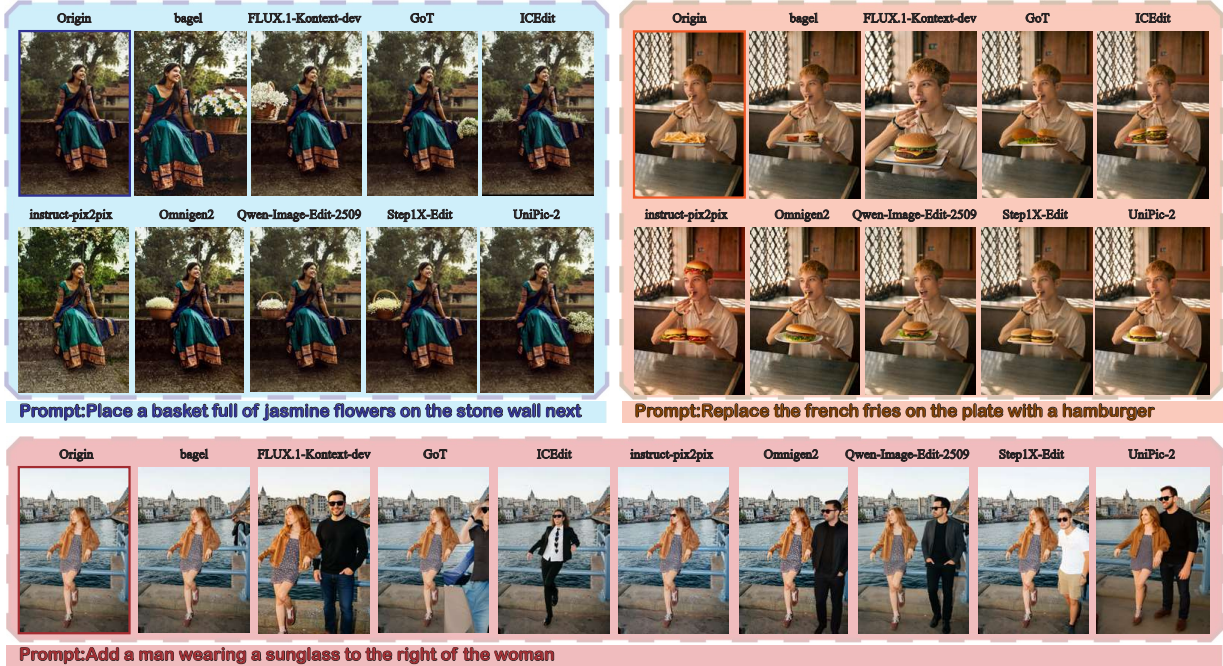 Origin bagel FLUX.1-Kontext-dev GoT ICEdit
instruct-pix2pix Omnigen2 Qwen-Image-Edit-2509 Step1X-Edit UniPic-2
Prompt:Place a basket full of jasmine flowers on the stone wall next
Origin bagel FLUX.1-Kontext-dev GoT ICEdit
instruct-pix2pix Omnigen2 Qwen-Image-Edit-2509 Step1X-Edit UniPic-2
Prompt:Replace the french fries on the plate with a hamburger
Origin bagel FLUX.1-Kontext-dev GoT ICEdit instruct-pix2pix Omnigen2 Qwen-Image-Edit-2509 Step1X-Edit UniPic-2
Prompt:Add a man wearing a sunglass to the right of the woman